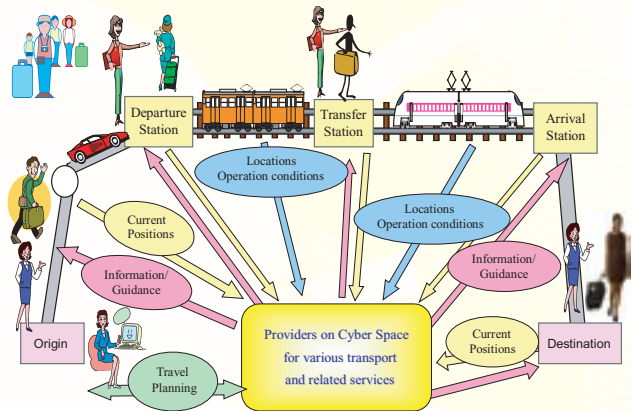 Departure
Station
Transfer
Station
Arrival
Station
Locations
Operation conditions
Locations
Operation conditions
Current
Positions
Information/
Guidance
Information/
Guidance
Origin
Providers on Cyber Space
for various transport
and related services
Current
Positions
Destination
Travel
Planning